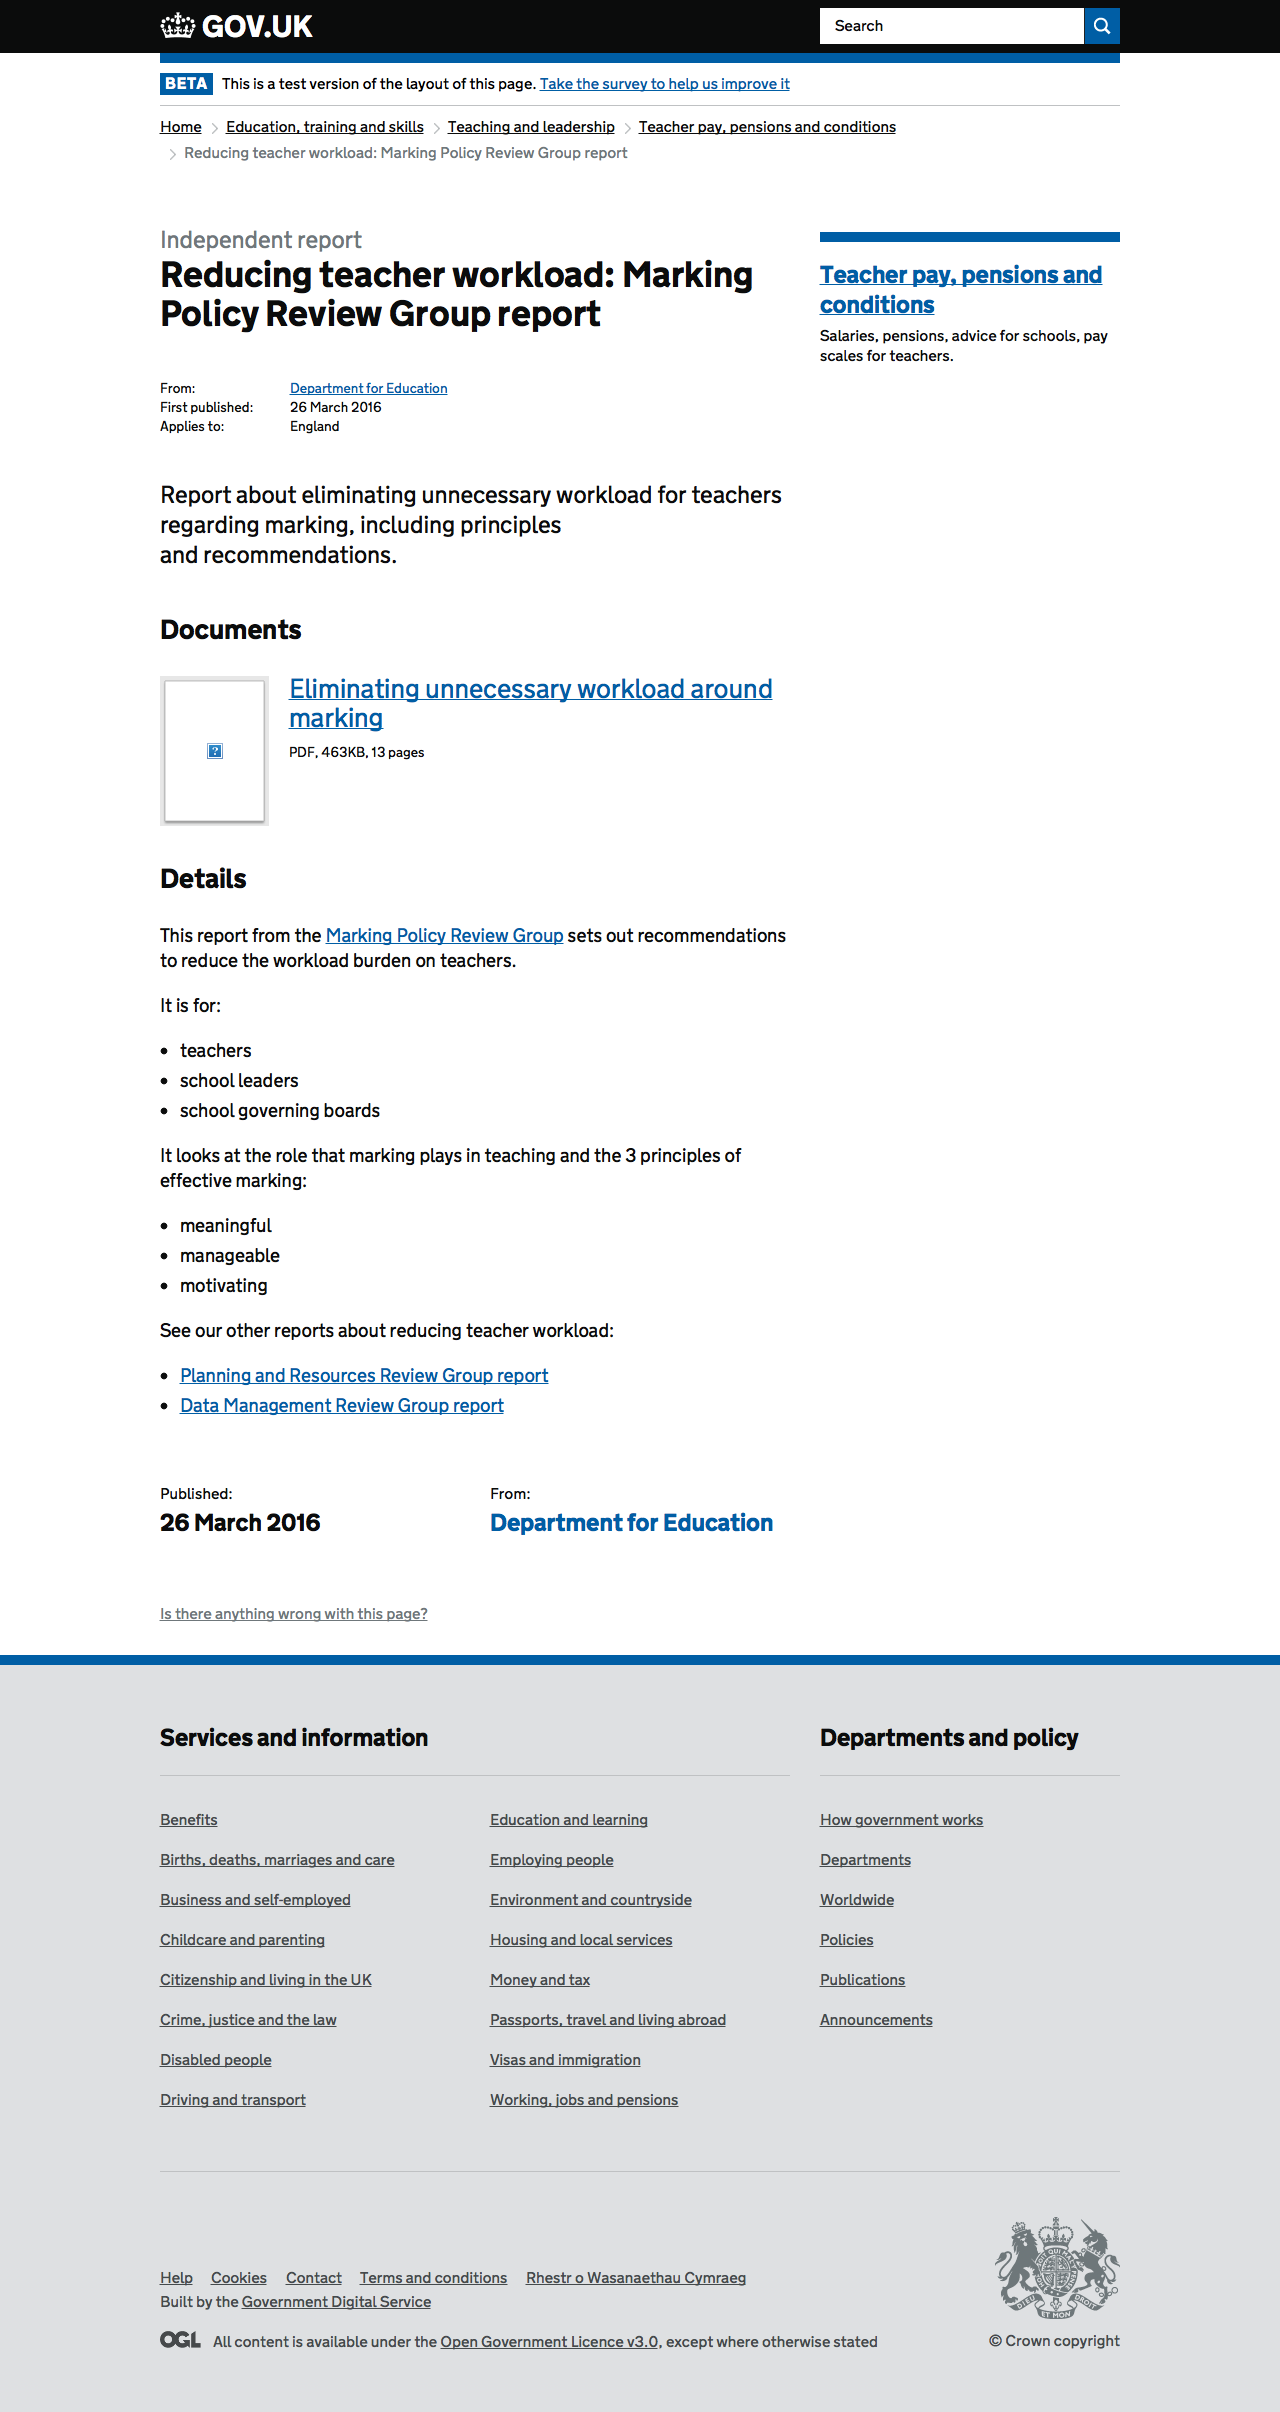 GOV.UK
Search
BETA This is a test version of the layout of this page. Take the survey to help us improve it
Home Education, training and skills Teaching and leadership Teacher pay, pensions and conditions
Reducing teacher workload: Marking Policy Review Group report
Independent report
Reducing teacher workload: Marking
Policy Review Group report
Teacher pay, pensions and
conditions
Salaries, pensions, advice for schools, pay
scales for teachers.
From: Department for Education
First published: 26 March 2016
Applies to: England
Report about eliminating unnecessary workload for teachers
regarding marking, including principles
and recommendations.
Documents
Eliminating unnecessary workload around
marking
PDF, 463KB, 13 pages
Details
This report from the Marking Policy Review Group sets out recommendations
to reduce the workload burden on teachers.
It is for:
• teachers
• school leaders
• school governing boards
It looks at the role that marking plays in teaching and the 3 principles of
effective marking:
• meaningful
• manageable
• motivating
See our other reports about reducing teacher workload:
• Planning and Resources Review Group report
• Data Management Review Group report
Published: From:
26 March 2016 Department for Education
Is there anything wrong with this page?
Services and information
Benefits
Births, deaths, marriages and care
Business and self-employed
Childcare and parenting
Citizenship and living in the UK
Crime, justice and the law
Disabled people
Driving and transport
Education and learning
Employing people
Environment and countryside
Housing and local services
Money and tax
Passports, travel and living abroad
Visas and immigration
Working, jobs and pensions
Departments and policy
How government works
Departments
Worldwide
Policies
Publications
Announcements
Help Cookies Contact Terms and conditions Rhestr o Wasanaethau Cymraeg
Built by the Government Digital Service
OGL All content is available under the Open Government Licence v3.0, except where otherwise stated
DIEU ET MON DROIT
© Crown copyright